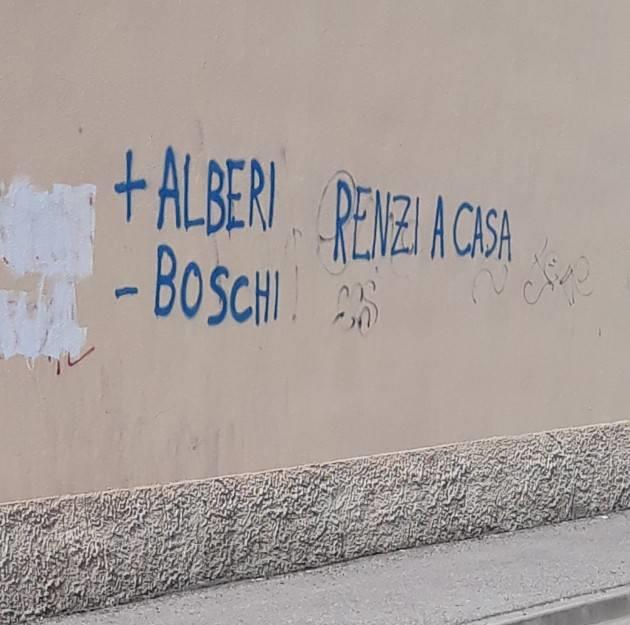 + ALBERI
- BOSCHI
RENZI A CASA